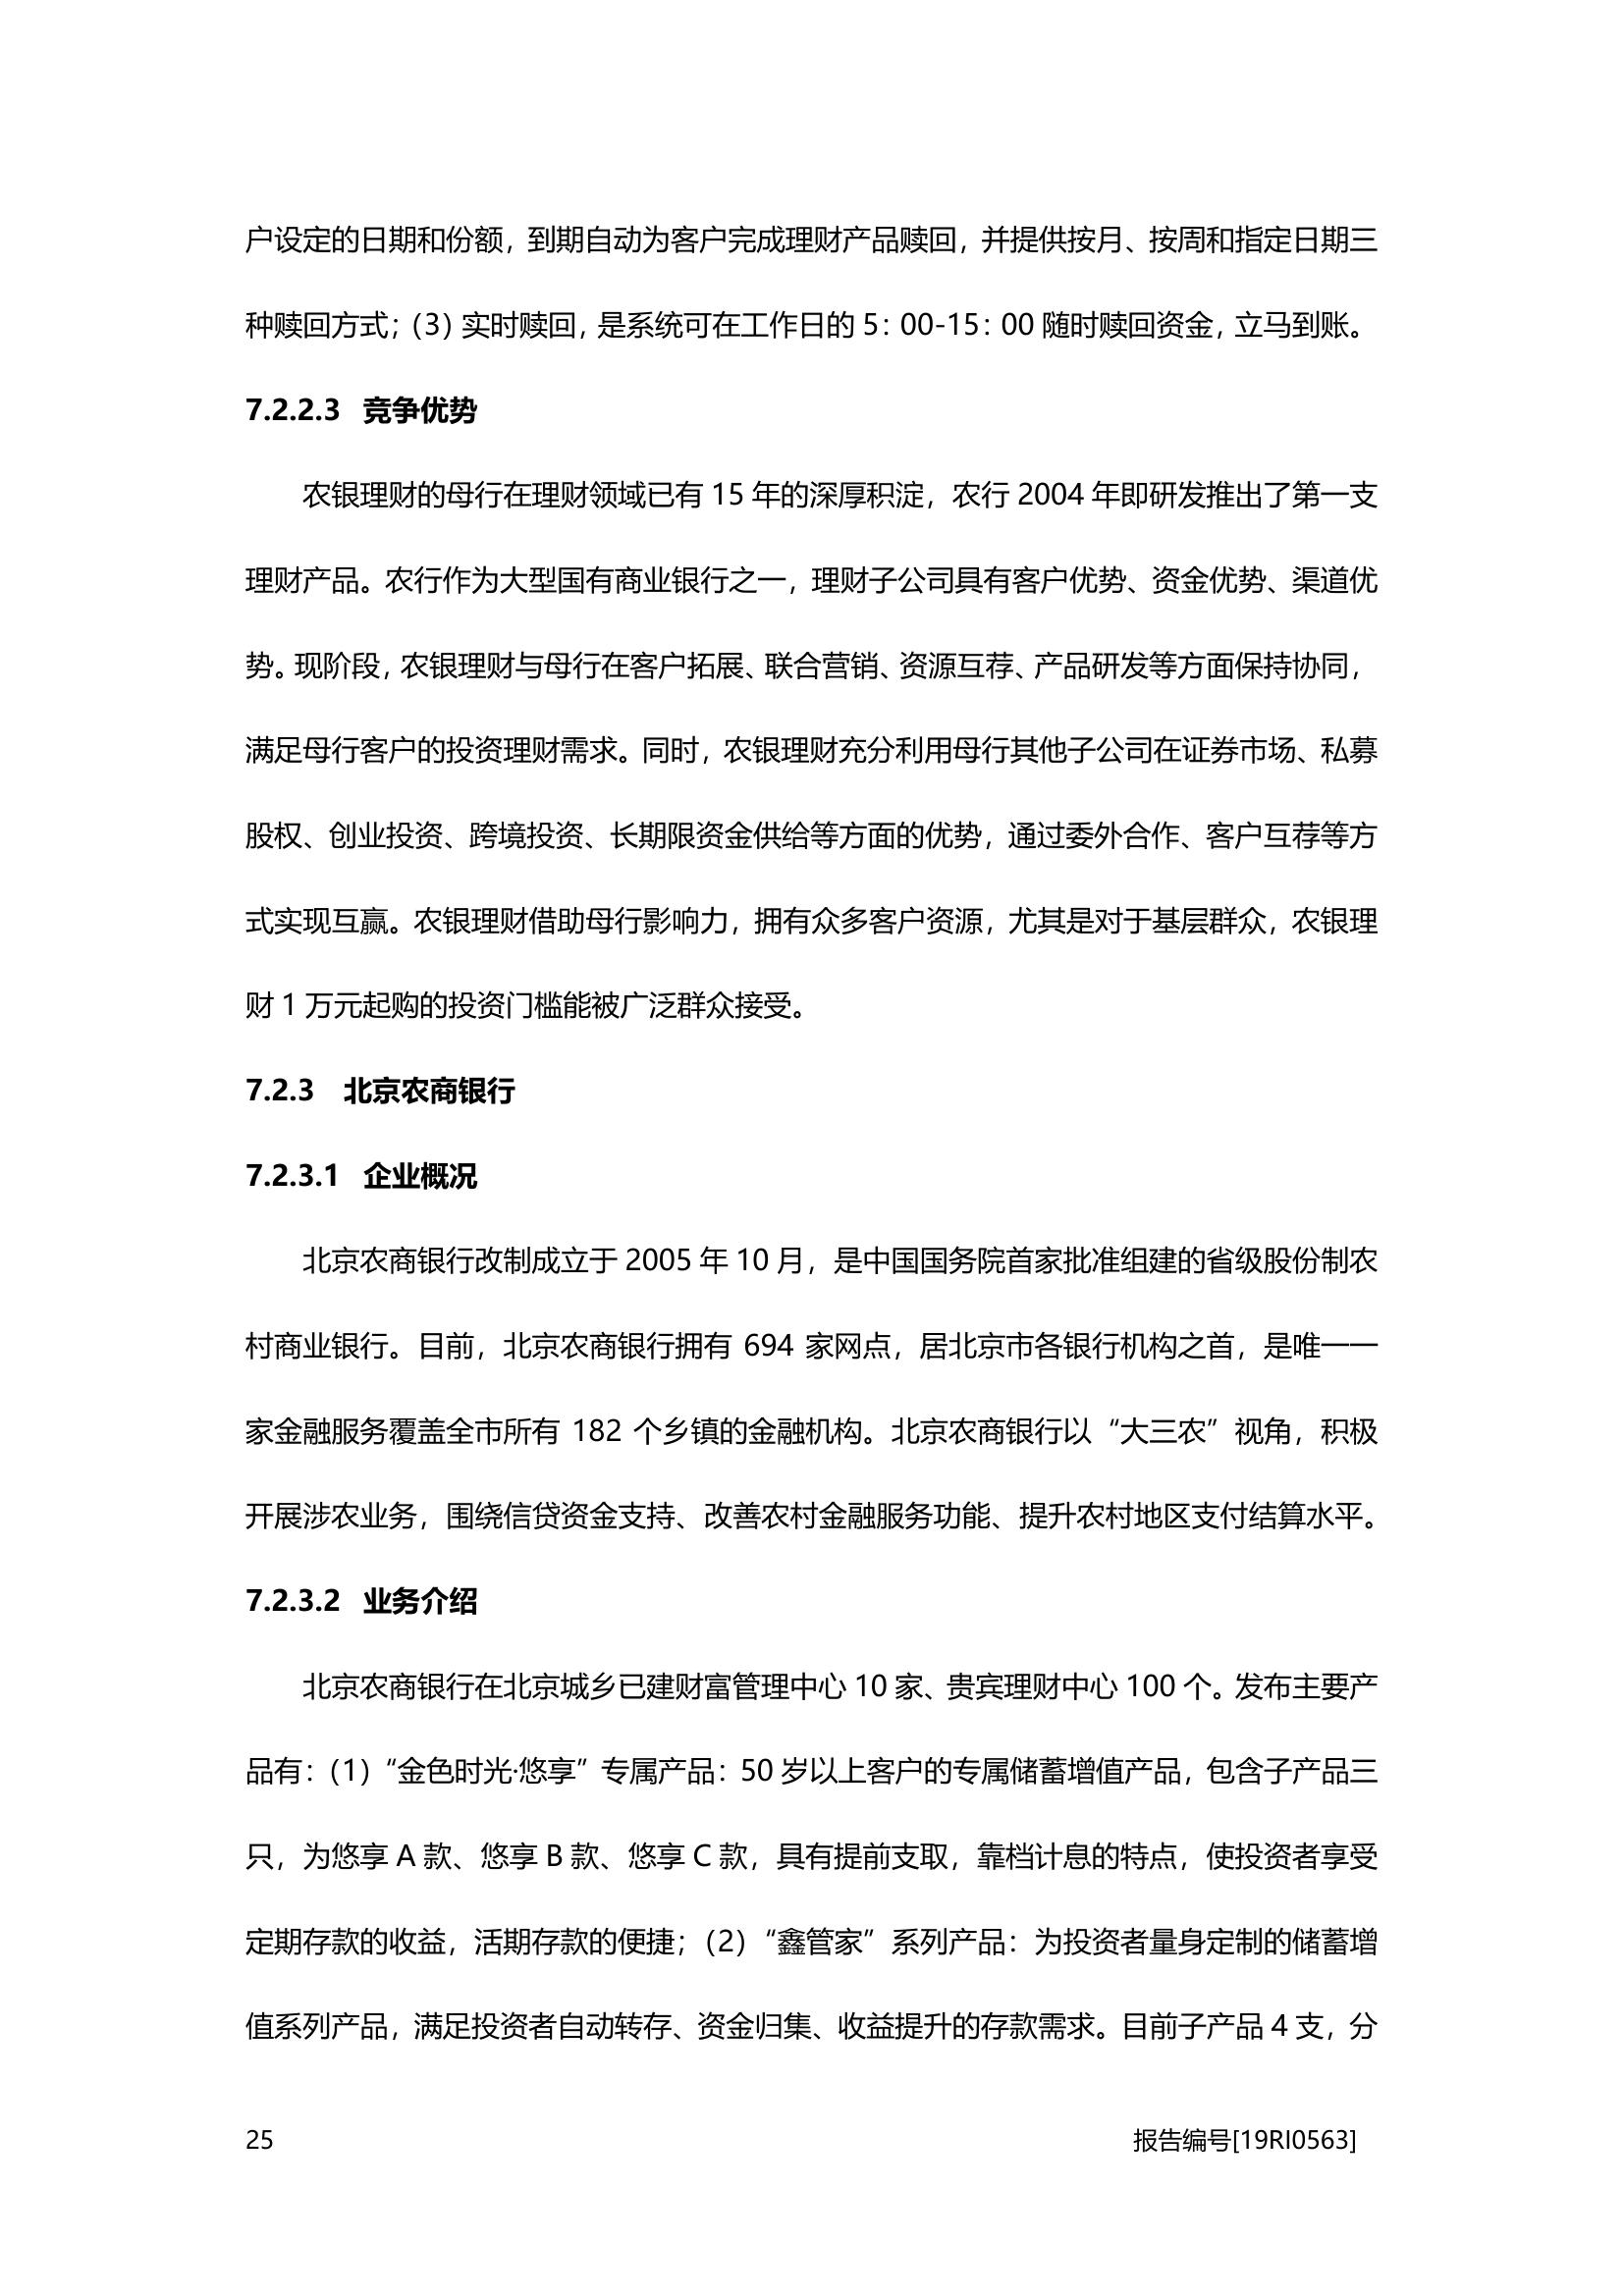 户设定的日期和份额，到期自动为客户完成理财产品赎回，并提供按月、按周和指定日期三
种赎回方式；（3）实时赎回，是系统可在工作日的 5：00-15：00 随时赎回资金，立马到账。
7.2.2.3 竞争优势
农银理财的母行在理财领域已有 15 年的深厚积淀，农行 2004 年即研发推出了第一支
理财产品。农行作为大型国有商业银行之一，理财子公司具有客户优势、资金优势、渠道优
势。现阶段，农银理财与母行在客户拓展、联合营销、资源互荐、产品研发等方面保持协同，
满足母行客户的投资理财需求。同时，农银理财充分利用母行其他子公司在证券市场、私募
股权、创业投资、跨境投资、长期限资金供给等方面的优势，通过委外合作、客户互荐等方
式实现互赢。农银理财借助母行影响力，拥有众多客户资源，尤其是对于基层群众，农银理
财 1 万元起购的投资门槛能被广泛群众接受。
7.2.3 北京农商银行
7.2.3.1 企业概况
北京农商银行改制成立于 2005 年 10 月，是中国国务院首家批准组建的省级股份制农
村商业银行。目前，北京农商银行拥有 694 家网点，居北京市各银行机构之首，是唯一一
家金融服务覆盖全市所有 182 个乡镇的金融机构。北京农商银行以“大三农”视角，积极
开展涉农业务，围绕信贷资金支持、改善农村金融服务功能、提升农村地区支付结算水平。
7.2.3.2 业务介绍
北京农商银行在北京城乡已建财富管理中心 10 家、贵宾理财中心 100 个。发布主要产
品有：（1）“金色时光·悠享”专属产品：50 岁以上客户的专属储蓄增值产品，包含子产品三
只，为悠享 A 款、悠享 B 款、悠享 C 款，具有提前支取，靠档计息的特点，使投资者享受
定期存款的收益，活期存款的便捷；（2）“鑫管家”系列产品：为投资者量身定制的储蓄增
值系列产品，满足投资者自动转存、资金归集、收益提升的存款需求。目前子产品 4 支，分
25
报告编号[19RI0563]